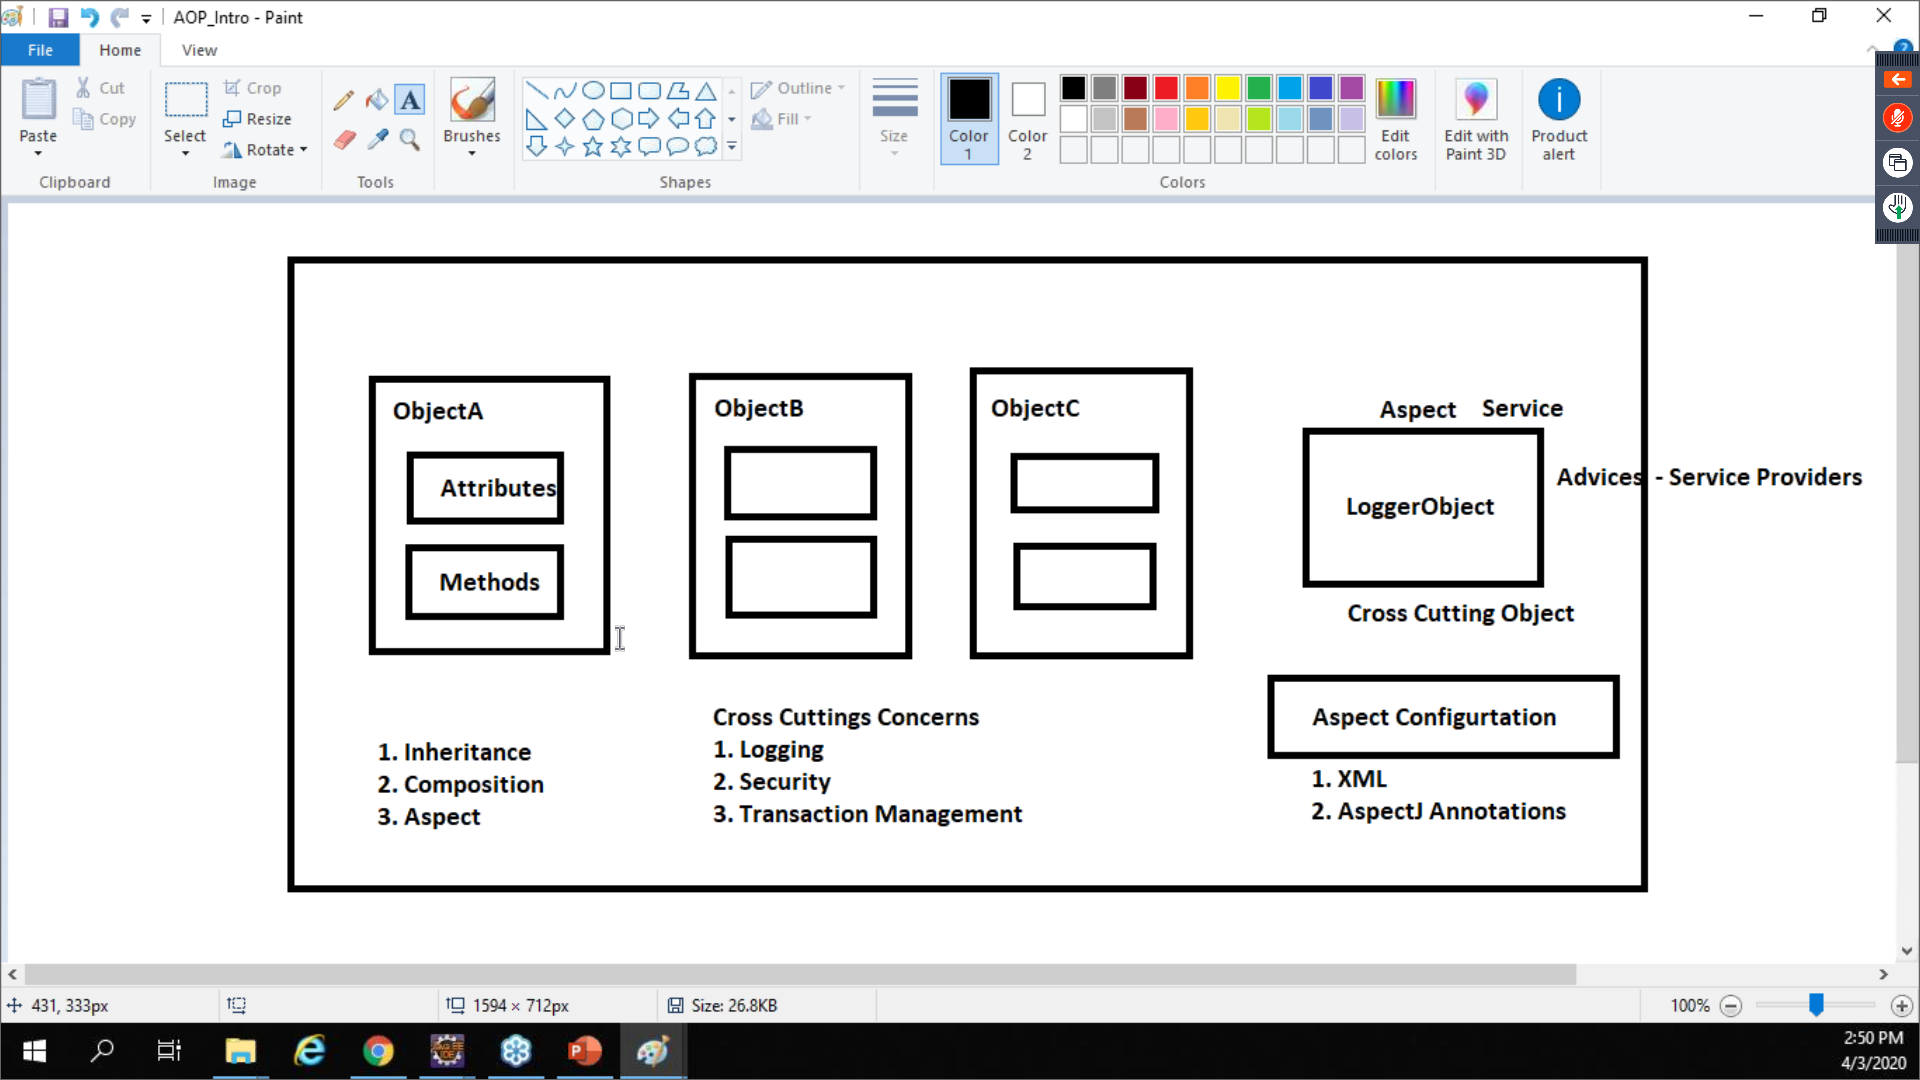 AOP_Intro - Paint
File
Home
View
Paste
Cut
Copy
Clipboard
Select
Crop
Resize
Rotate
Image
A
Tools
Brushes
Shapes
Outline
Fill
Size
Color 1
Color 2
Colors
Edit colors
Edit with Paint 3D
Product alert
ObjectA
Attributes
Methods
ObjectB
ObjectC
Aspect Service
LoggerObject
Advices - Service Providers
Cross Cutting Object
1. Inheritance
2. Composition
3. Aspect
Cross Cuttings Concerns
1. Logging
2. Security
3. Transaction Management
Aspect Configurtation
1. XML
2. AspectJ Annotations
431, 333px
1594 × 712px
Size: 26.8KB
100%
2:50 PM
4/3/2020